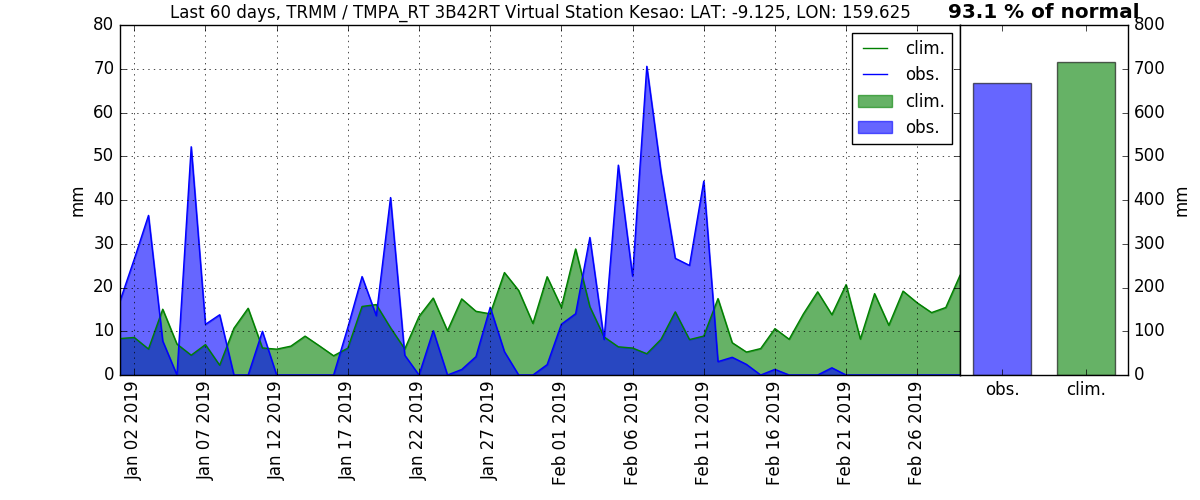 Last 60 days, TRMM / TMPA_RT 3B42RT Virtual Station Kesao: LAT: -9.125, LON: 159.625
93.1 % of normal
80
70
60
50
40
30
20
10
0
mm
clim.
obs.
clim.
obs.
Jan 02 2019
Jan 07 2019
Jan 12 2019
Jan 17 2019
Jan 22 2019
Jan 27 2019
Feb 01 2019
Feb 06 2019
Feb 11 2019
Feb 16 2019
Feb 21 2019
Feb 26 2019
800
700
600
500
400
300
200
100
0
mm
obs.
clim.